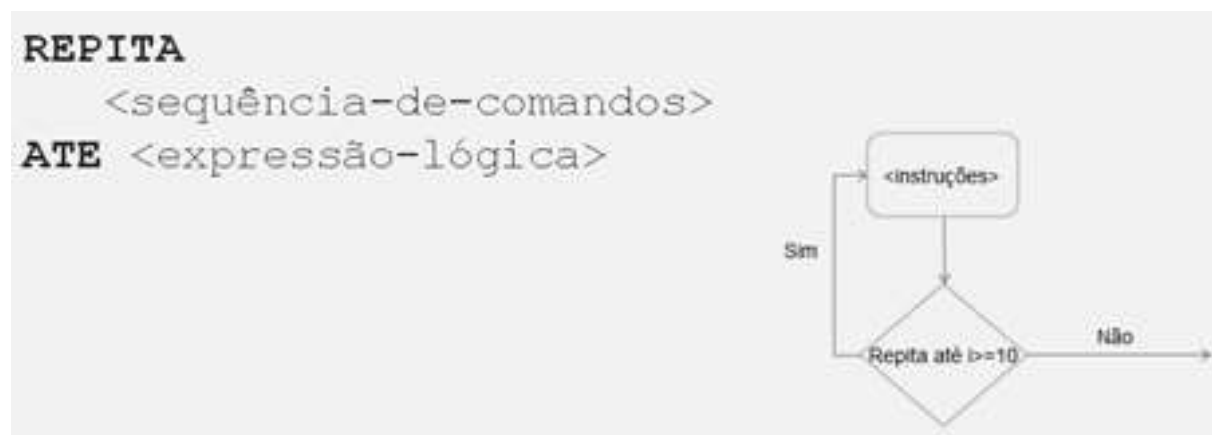 REPITA
<sequência-de-comandos>
ATE <expressão-lógica>
<instruções>
Sim
Não
Repita até i>=10